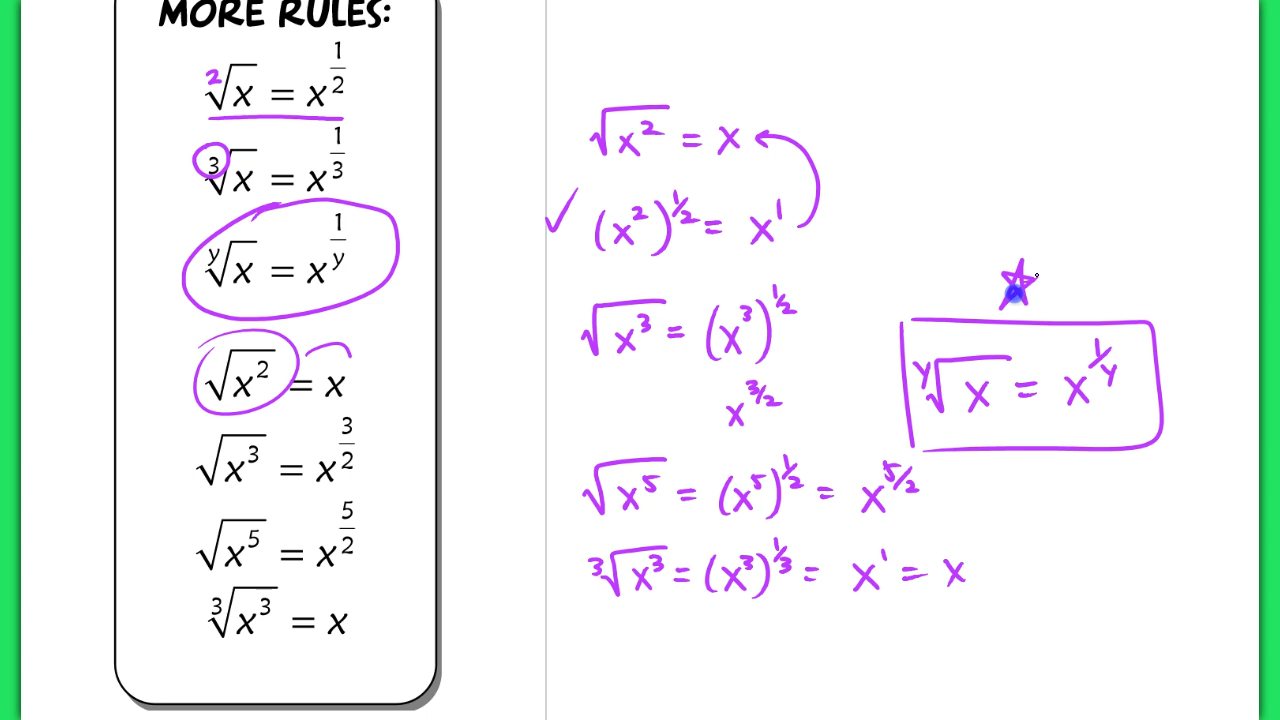 MORE RULES:
²√x = x^(1/2)
³√x = x^(1/3)
ʸ√x = x^(1/y)
√x² = x
√x³ = x^(3/2)
√x⁵ = x^(5/2)
³√x³ = x
√x² = x
(x²)^(1/2) = x¹
√x³ = (x³)^(1/2)
x^(3/2)
√x⁵ = (x⁵)^(1/2) = x^(5/2)
³√x³ = (x³)^(1/3) = x¹ = x
ʸ√x = x^(1/y)